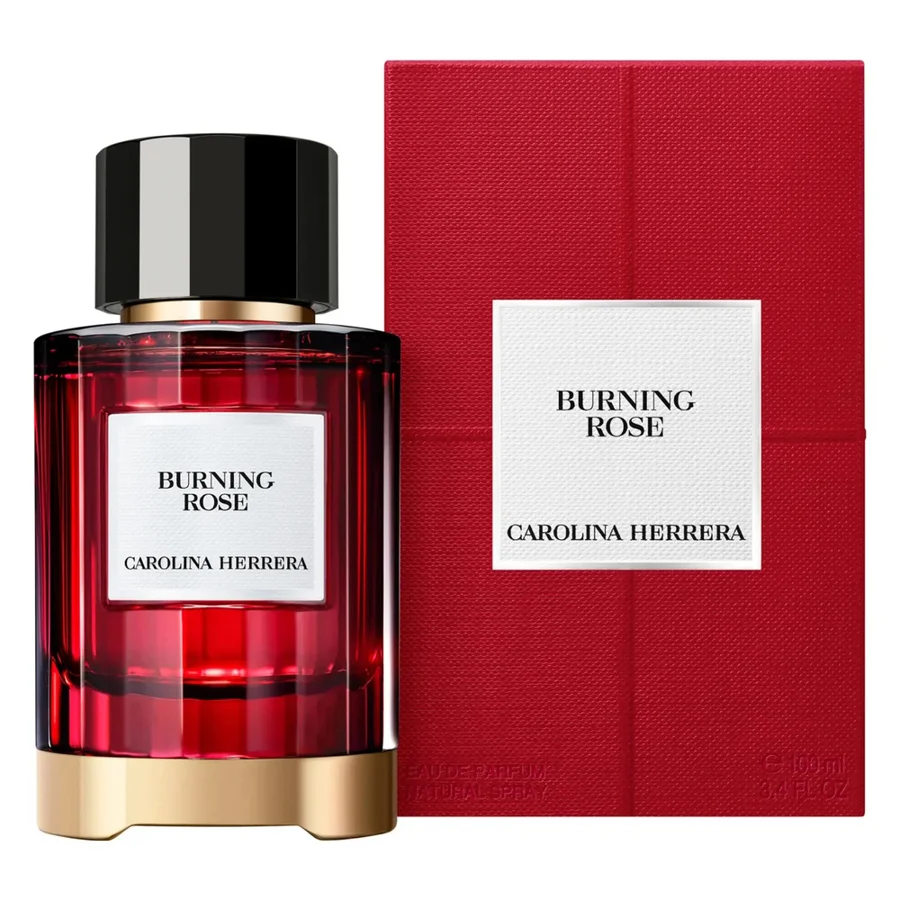 BURNING
ROSE
CAROLINA HERRERA
BURNING
ROSE
CAROLINA HERRERA
EAU DE PARFUM
NATURAL SPRAY
℮ 100 ml
3.4 FL.OZ